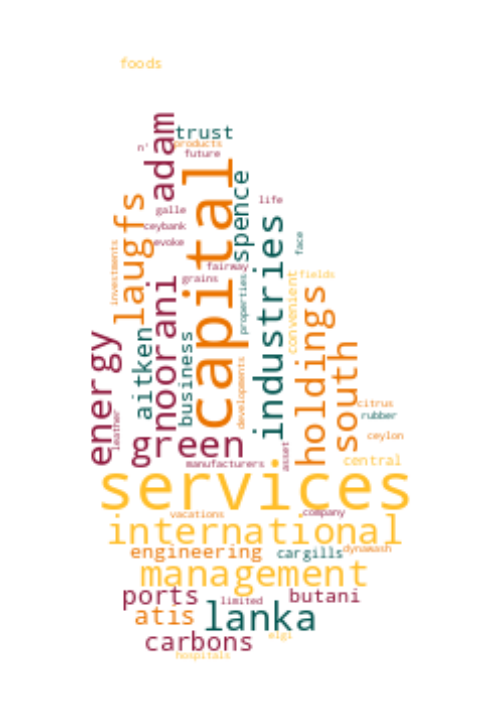 foods
adam
trust
products
n'
future
capital
spence
life
galle
laugfs
ceybank
industries
face
evoke
investments
fairway
convenient
fields
grains
noorani
properties
holdings
energy
aitken
business
south
developments
citrus
leather
rubber
green
ceylon
asset
manufacturers
central
services
vacations
company
international
engineering
cargills
dynawash
management
ports
limited
butani
atis
lanka
elgi
carbons
hospitals